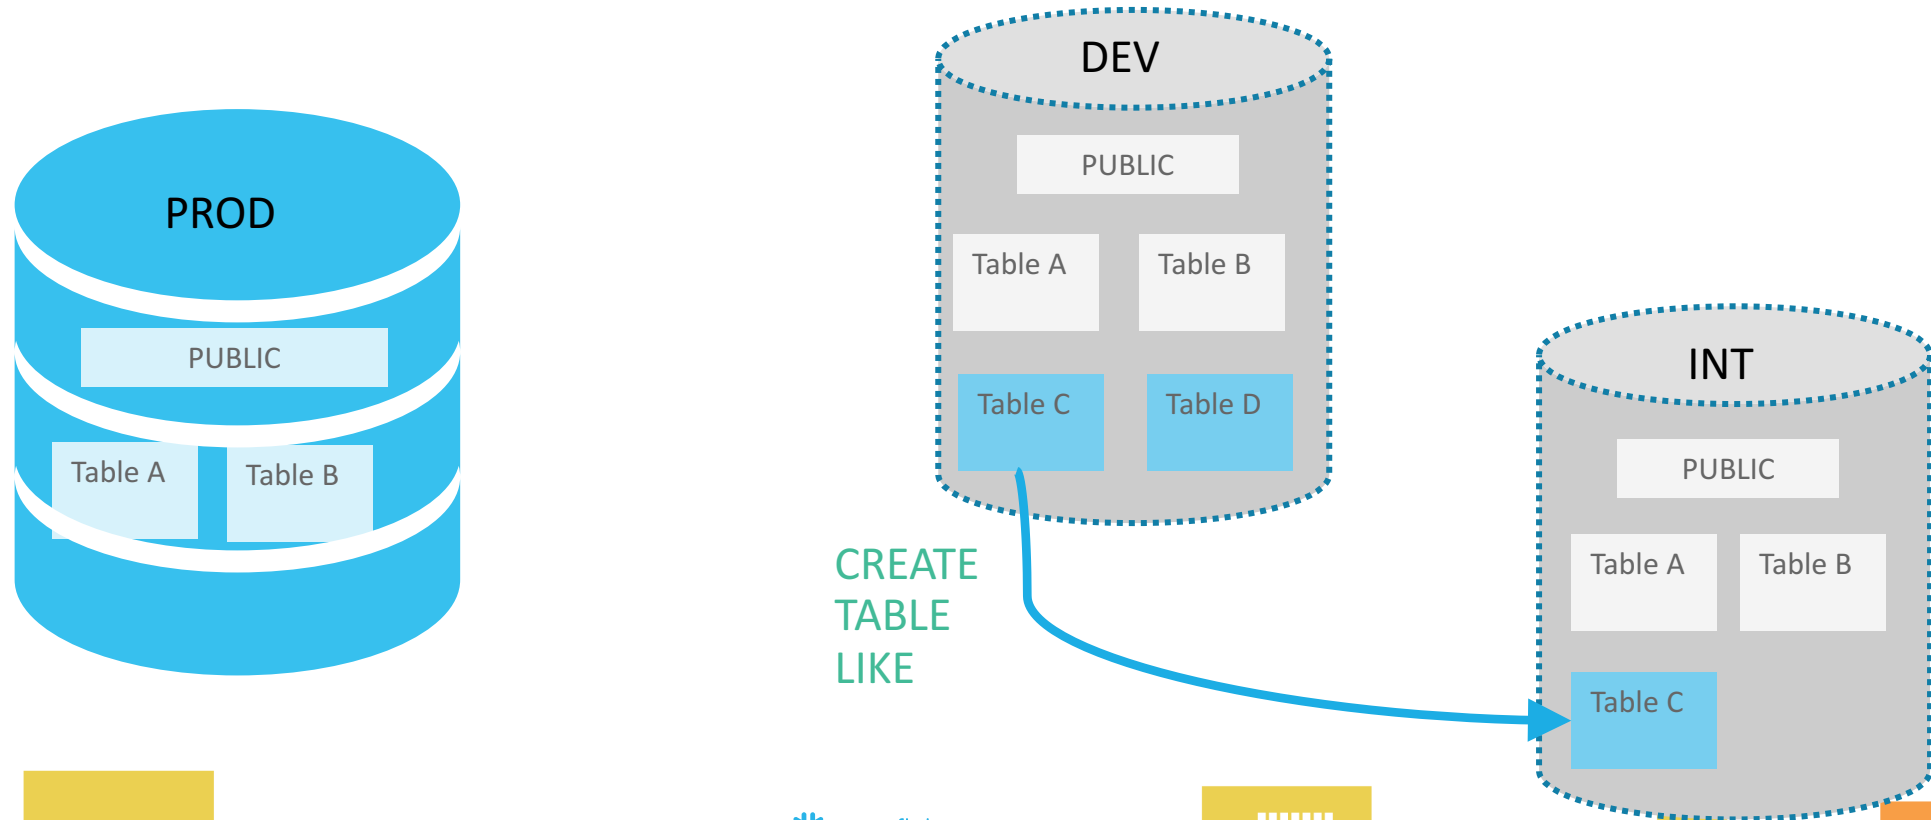 PROD
PUBLIC
Table A
Table B
DEV
PUBLIC
Table A
Table B
Table C
Table D
CREATE
TABLE
LIKE
INT
PUBLIC
Table A
Table B
Table C